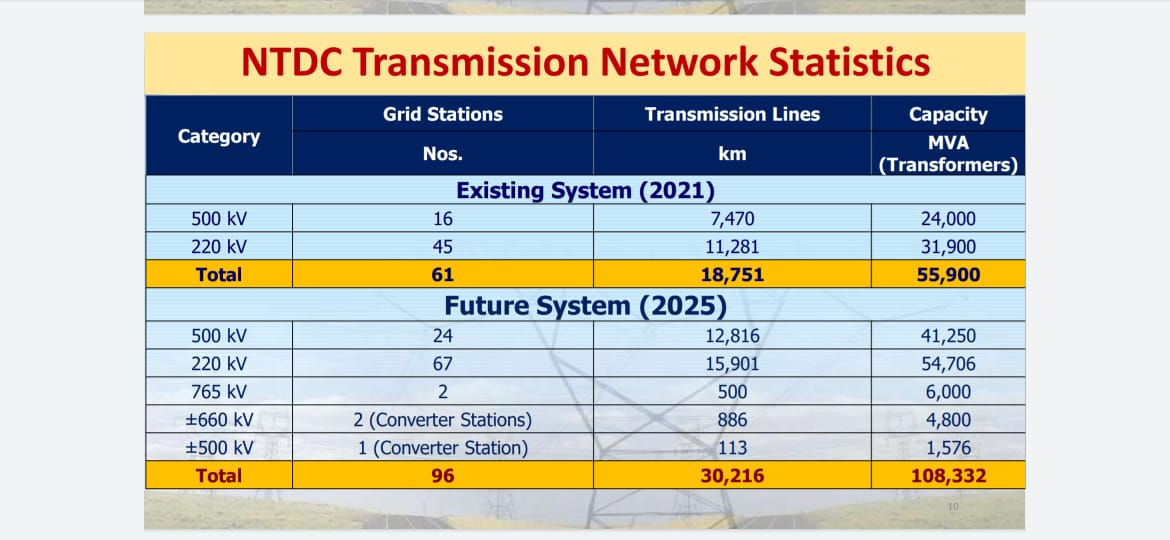 NTDC Transmission Network Statistics
Category Grid Stations Transmission Lines Capacity
Nos. km MVA (Transformers)
Existing System (2021)
500 kV 16 7,470 24,000
220 kV 45 11,281 31,900
Total 61 18,751 55,900
Future System (2025)
500 kV 24 12,816 41,250
220 kV 67 15,901 54,706
765 kV 2 500 6,000
±660 kV 2 (Converter Stations) 886 4,800
±500 kV 1 (Converter Station) 113 1,576
Total 96 30,216 108,332
10